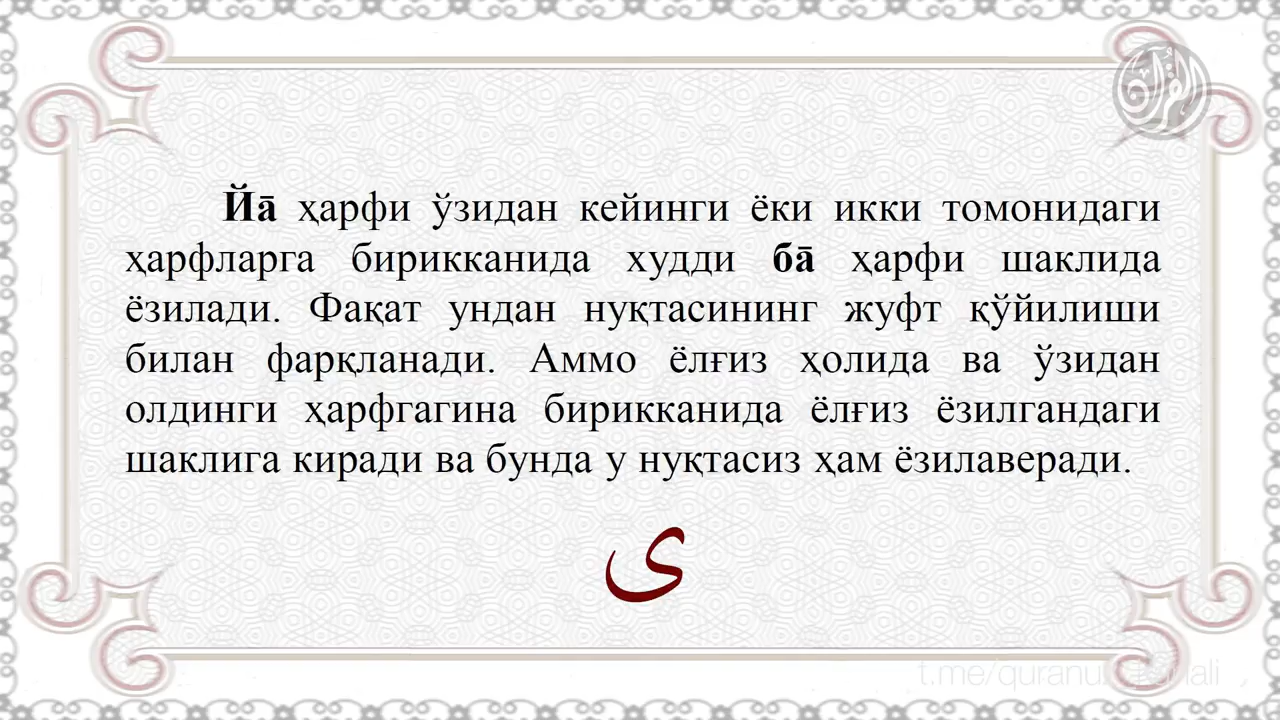 القرآن
Йā ҳарфи ўзидан кейинги ёки икки томонидаги
ҳарфларга бирикканида худди бā ҳарфи шаклида
ёзилади. Фақат ундан нуқтасининг жуфт қўйилиши
билан фарқланади. Аммо ёлғиз ҳолида ва ўзидан
олдинги ҳарфгагина бирикканида ёлғиз ёзилгандаги
шаклига киради ва бунда у нуқтасиз ҳам ёзилаверади.
ى